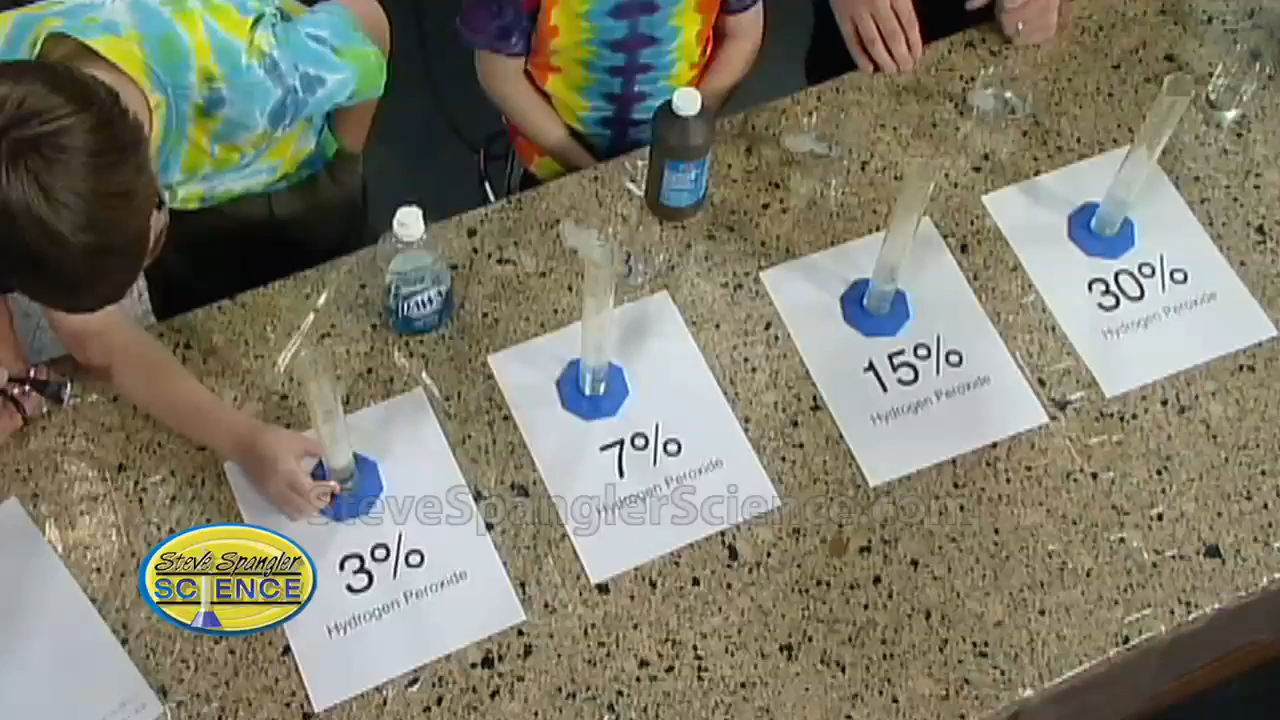 DAWN
30%
Hydrogen Peroxide
15%
Hydrogen Peroxide
7%
Hydrogen Peroxide
3%
Hydrogen Peroxide
SteveSpanglerScience.com
Steve Spangler
SCIENCE